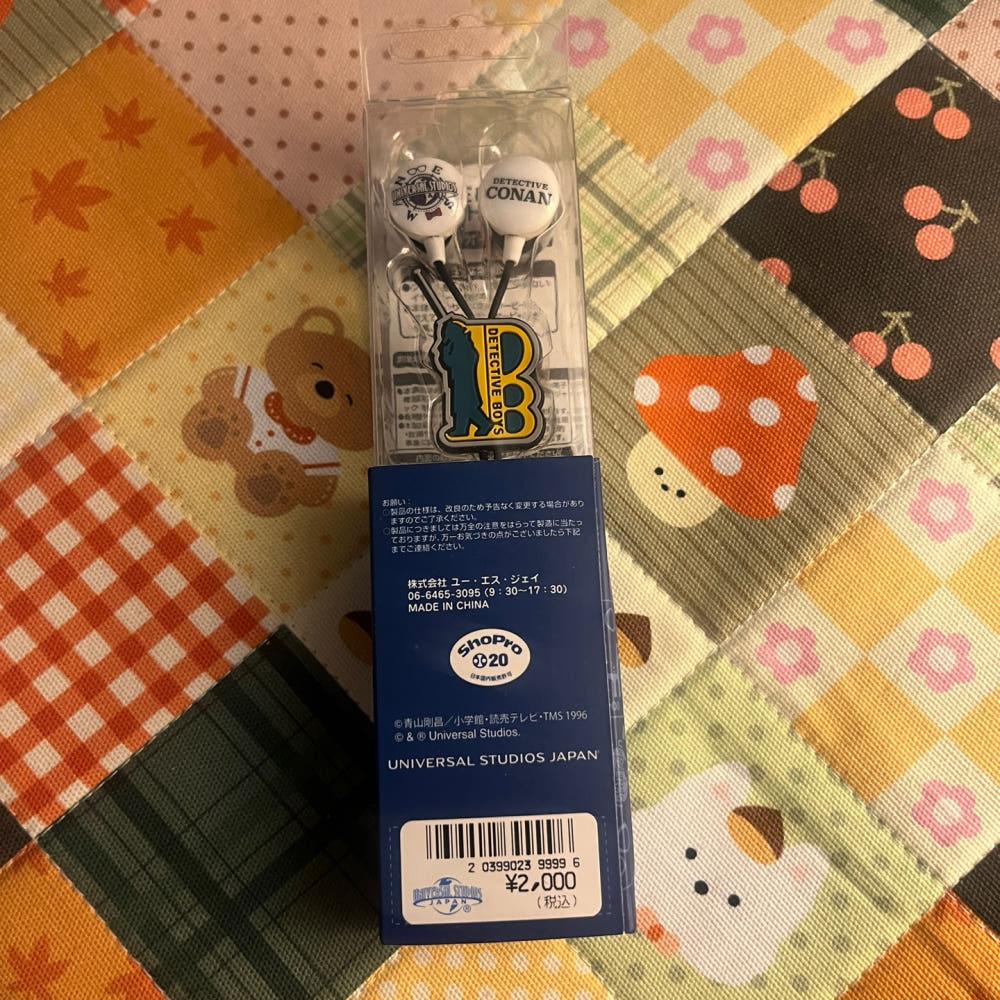 UNIVERSAL STUDIOS
JAPAN
DETECTIVE
CONAN
DETECTIVE BOYS
お願い：
○製品の仕様は、改良のため予告なく変更する場合があり
ますのでご了承ください。
○製品につきましては万全の注意をはらって製造に当たっ
ておりますが、万一お気づきの点がございましたら下記
までご連絡ください。
株式会社 ユー・エス・ジェイ
06-6465-3095（9：30〜17：30）
MADE IN CHINA
ShoPro
20
日本国内販売許可
©青山剛昌／小学館・読売テレビ・TMS 1996
© & ® Universal Studios.
UNIVERSAL STUDIOS JAPAN®
2 0399023 9999 6
¥2,000
(税込)
UNIVERSAL STUDIOS
JAPAN®